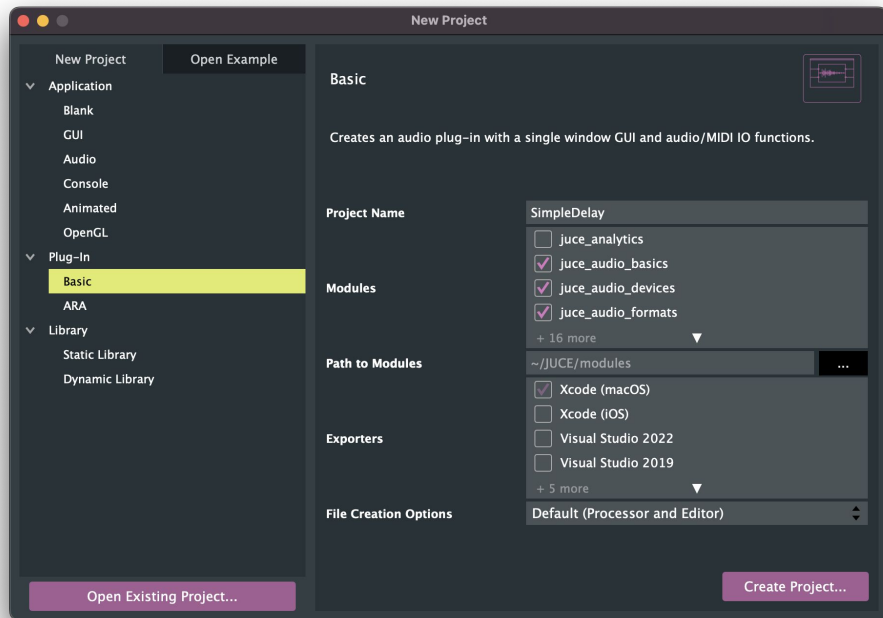 New Project
New Project
Open Example
Application
Blank
GUI
Audio
Console
Animated
OpenGL
Plug-In
Basic
ARA
Library
Static Library
Dynamic Library
Open Existing Project...
Basic
Creates an audio plug-in with a single window GUI and audio/MIDI IO functions.
Project Name
SimpleDelay
Modules
juce_analytics
juce_audio_basics
juce_audio_devices
juce_audio_formats
+ 16 more
Path to Modules
~/JUCE/modules
...
Exporters
Xcode (macOS)
Xcode (iOS)
Visual Studio 2022
Visual Studio 2019
+ 5 more
File Creation Options
Default (Processor and Editor)
Create Project...